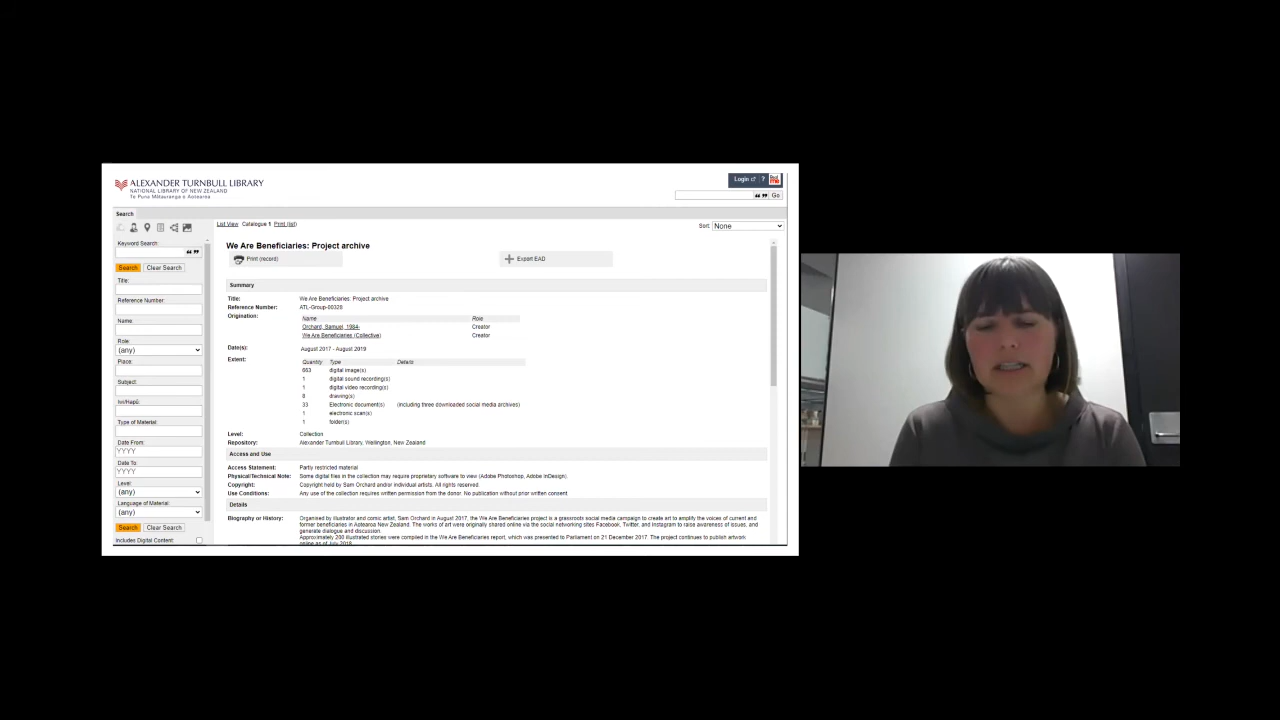 ALEXANDER TURNBULL LIBRARY
NATIONAL LIBRARY OF NEW ZEALAND
Te Puna Mātauranga o Aotearoa
Login ?
Go
Search
List View Catalogue 1 Print (list)
Sort: None
Keyword Search:
Search Clear Search
Title:
Reference Number:
Name:
Role:
(any)
Place:
Subject:
Iwi/Hapū:
Type of Material:
Date From:
YYYY
Date To:
YYYY
Level:
(any)
Language of Material:
(any)
Search Clear Search
Includes Digital Content:
We Are Beneficiaries: Project archive
Print (record) Export EAD
Summary
Title: We Are Beneficiaries: Project archive
Reference Number: ATL-Group-00329
Origination: Name Role
Orchard, Samuel, 1984- Creator
We Are Beneficiaries (Collective) Creator
Date(s): August 2017 - August 2019
Extent: Quantity Type Details
663 digital image(s)
1 digital sound recording(s)
1 digital video recording(s)
8 drawing(s)
33 Electronic document(s) (including three downloaded social media archives)
1 electronic scan(s)
1 folder(s)
Level: Collection
Repository: Alexander Turnbull Library, Wellington, New Zealand
Access and Use
Access Statement: Partly restricted material
Physical/Technical Note: Some digital files in the collection may require proprietary software to view (Adobe Photoshop, Adobe InDesign).
Copyright: Copyright held by Sam Orchard and/or individual artists. All rights reserved.
Use Conditions: Any use of the collection requires written permission from the donor. No publication without prior written consent.
Details
Biography or History: Organised by illustrator and comic artist, Sam Orchard in August 2017, the We Are Beneficiaries project is a grassroots social media campaign to create art to amplify the voices of current and
former beneficiaries in Aotearoa New Zealand. The works of art were originally shared online via the social networking sites Facebook, Twitter, and Instagram to raise awareness of issues, and
generate dialogue and discussion.
Approximately 200 illustrated stories were compiled in the We Are Beneficiaries report, which was presented to Parliament on 21 December 2017. The project continues to publish artwork
online as of July 2018.